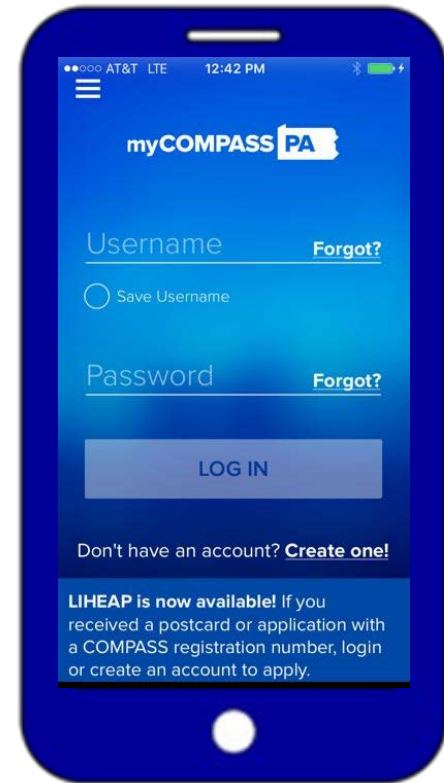 AT&T LTE 12:42 PM
myCOMPASS PA
Username Forgot?
Save Username
Password Forgot?
LOG IN
Don't have an account? Create one!
LIHEAP is now available! If you
received a postcard or application with
a COMPASS registration number, login
or create an account to apply.